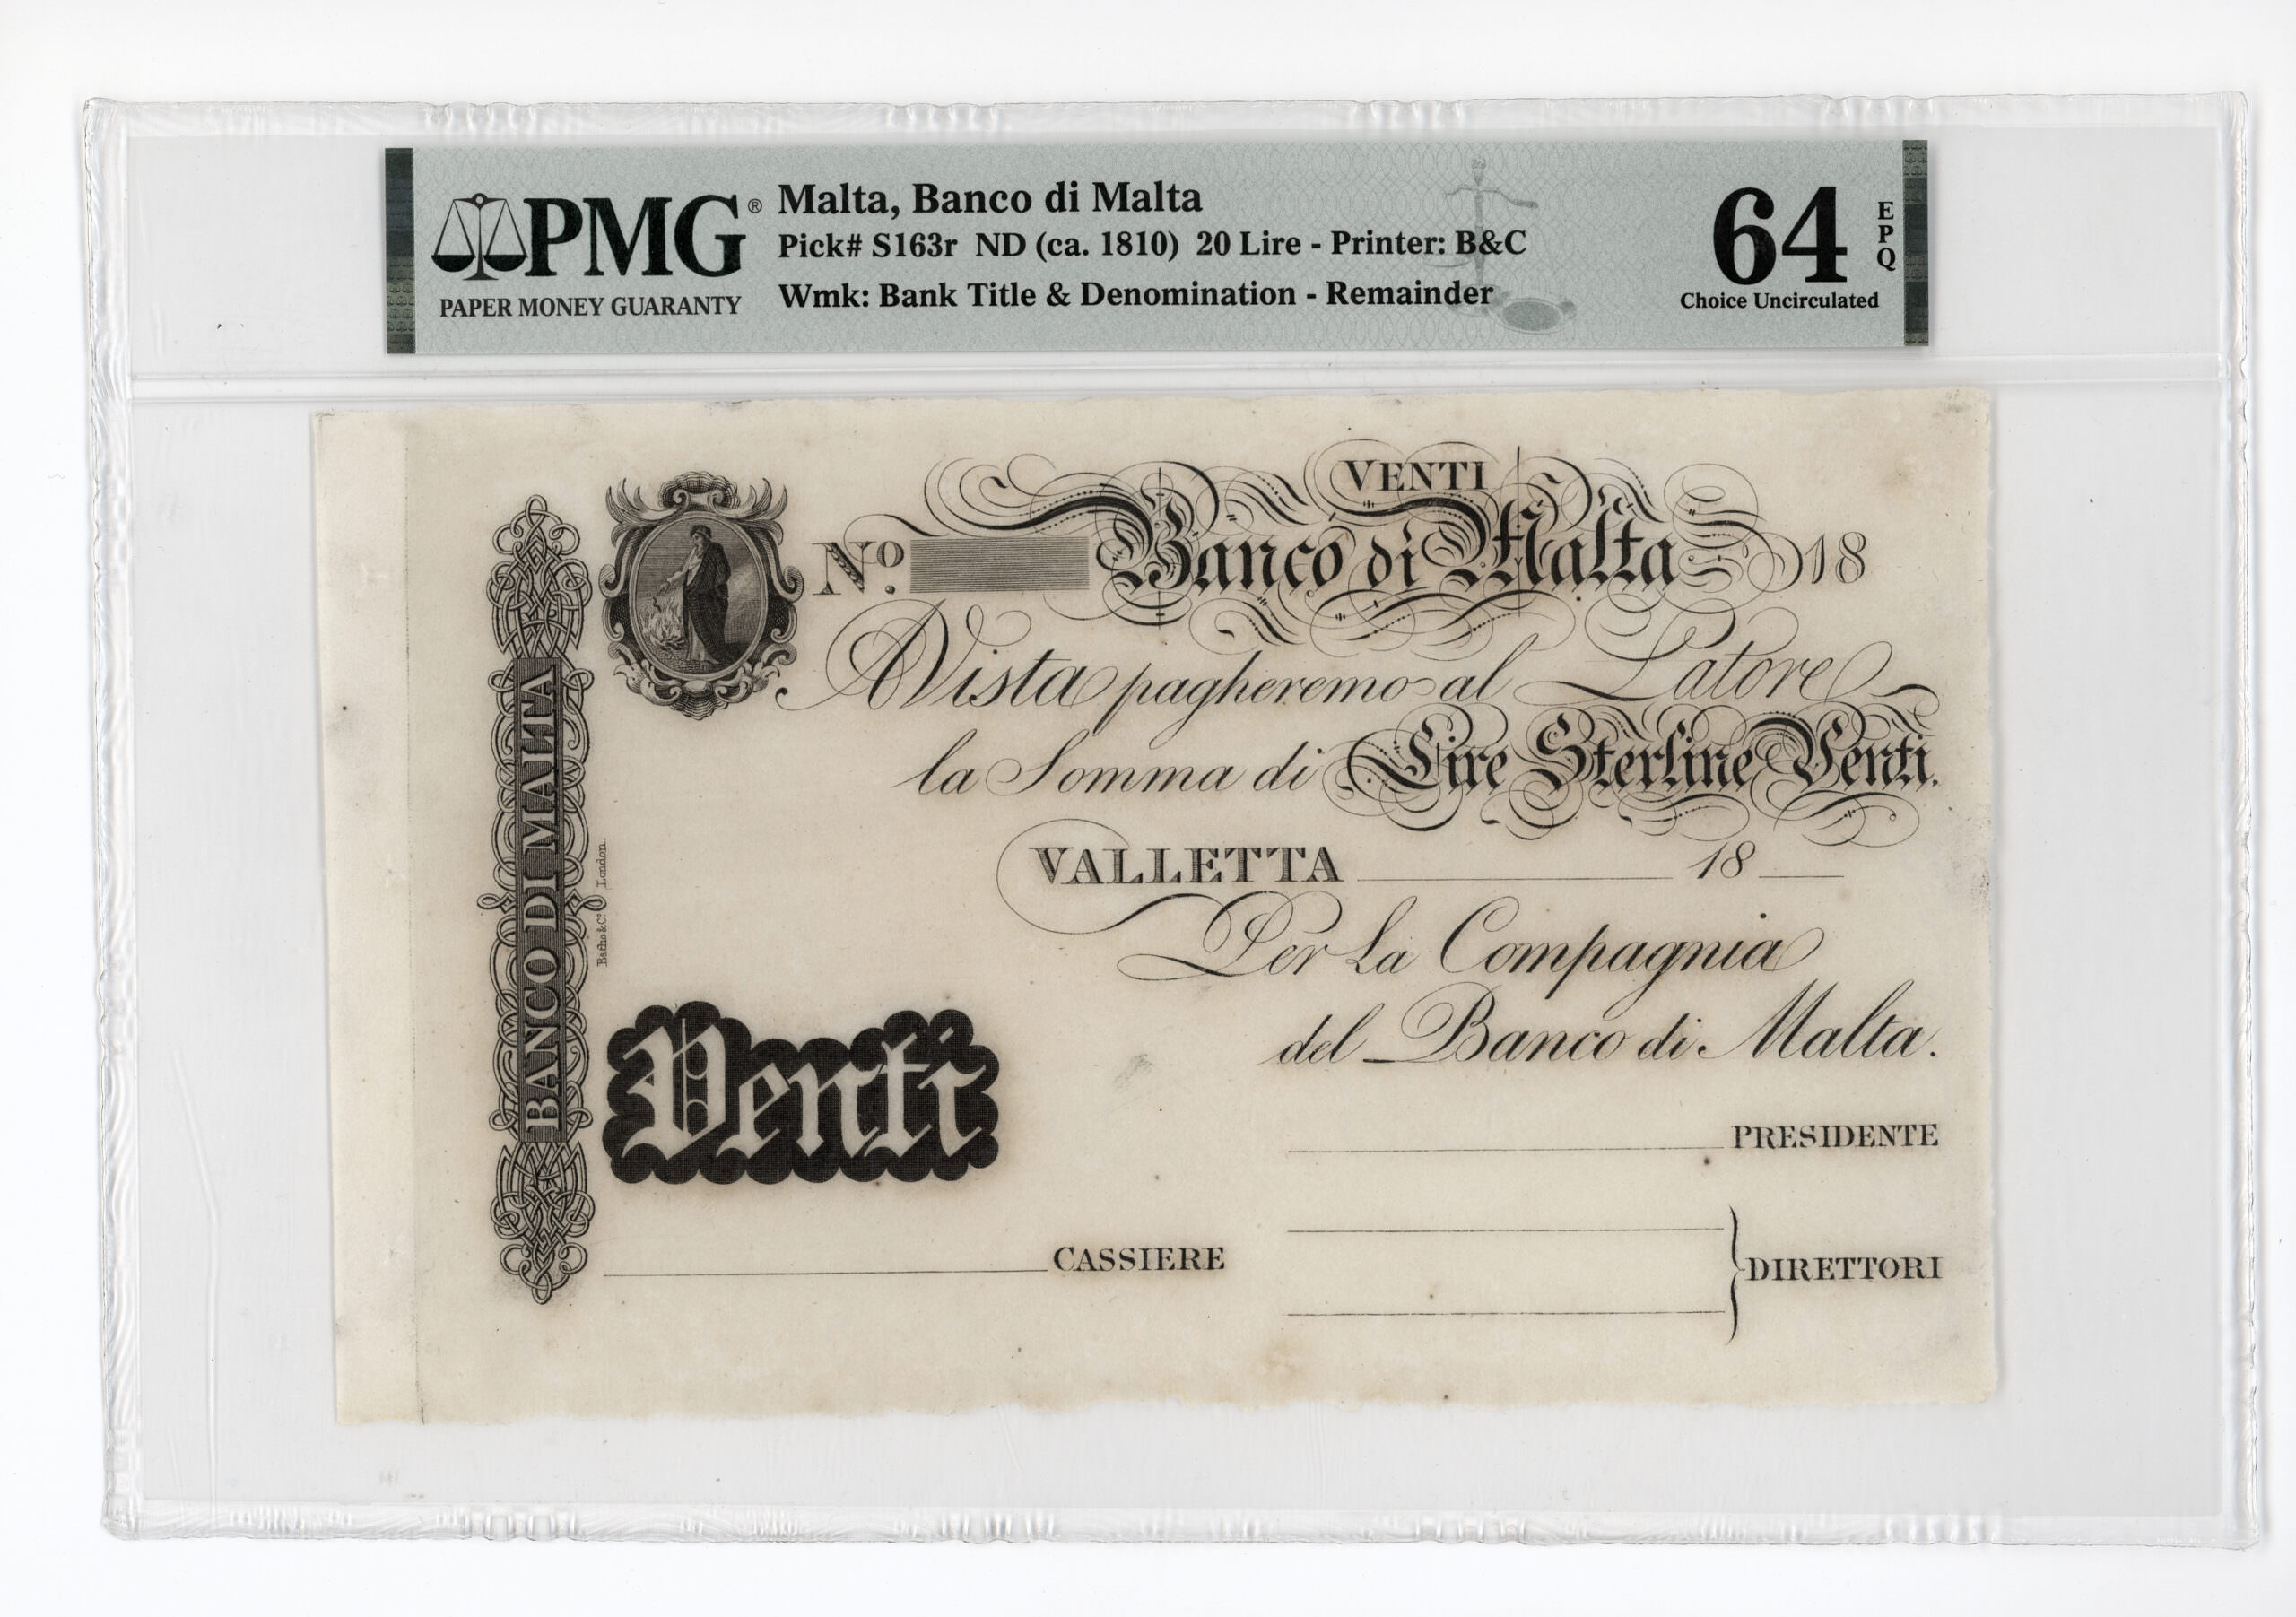 PMG®
PAPER MONEY GUARANTY
Malta, Banco di Malta
Pick# S163r ND (ca. 1810) 20 Lire - Printer: B&C
Wmk: Bank Title & Denomination - Remainder
64
EPQ
Choice Uncirculated
VENTI
No. Banco di Malta 18
A Vista pagheremo al Latore
la Somma di Lire Sterline Venti.
VALLETTA 18
Per La Compagnia
del Banco di Malta.
BANCO DI MALTA
Batho & Co. London.
Venti
PRESIDENTE
CASSIERE
DIRETTORI